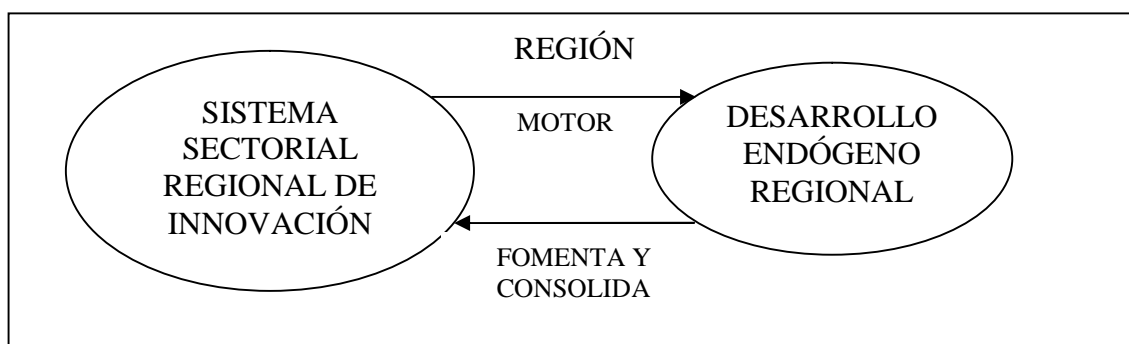 REGIÓN
SISTEMA
SECTORIAL
REGIONAL DE
INNOVACIÓN
MOTOR
DESARROLLO
ENDÓGENO
REGIONAL
FOMENTA Y
CONSOLIDA